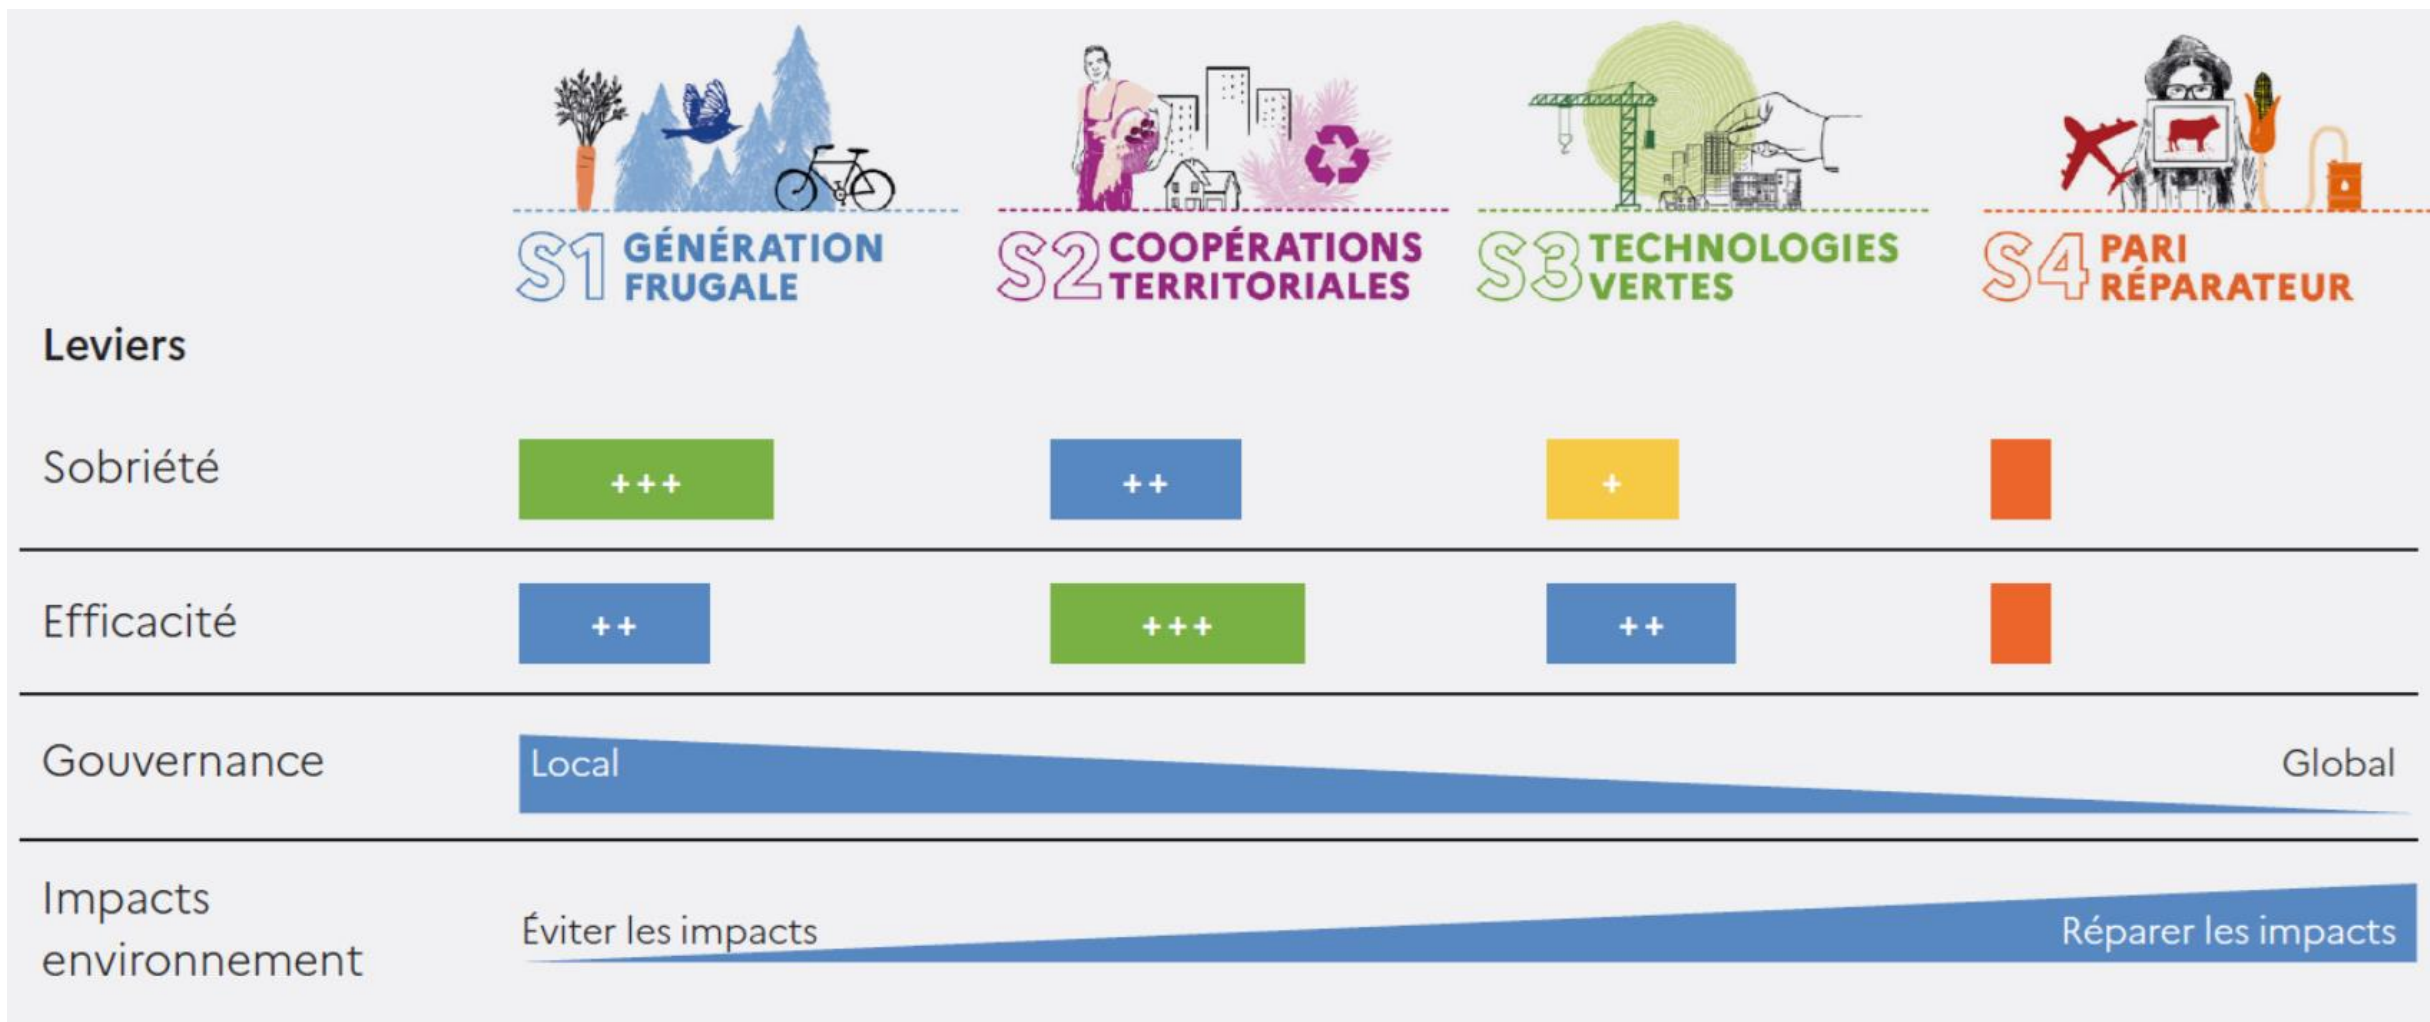 S1 GÉNÉRATION
FRUGALE
S2 COOPÉRATIONS
TERRITORIALES
S3 TECHNOLOGIES
VERTES
S4 PARI
RÉPARATEUR
Leviers
Sobriété
+++
++
+
Efficacité
++
+++
++
Gouvernance
Local
Global
Impacts
environnement
Éviter les impacts
Réparer les impacts